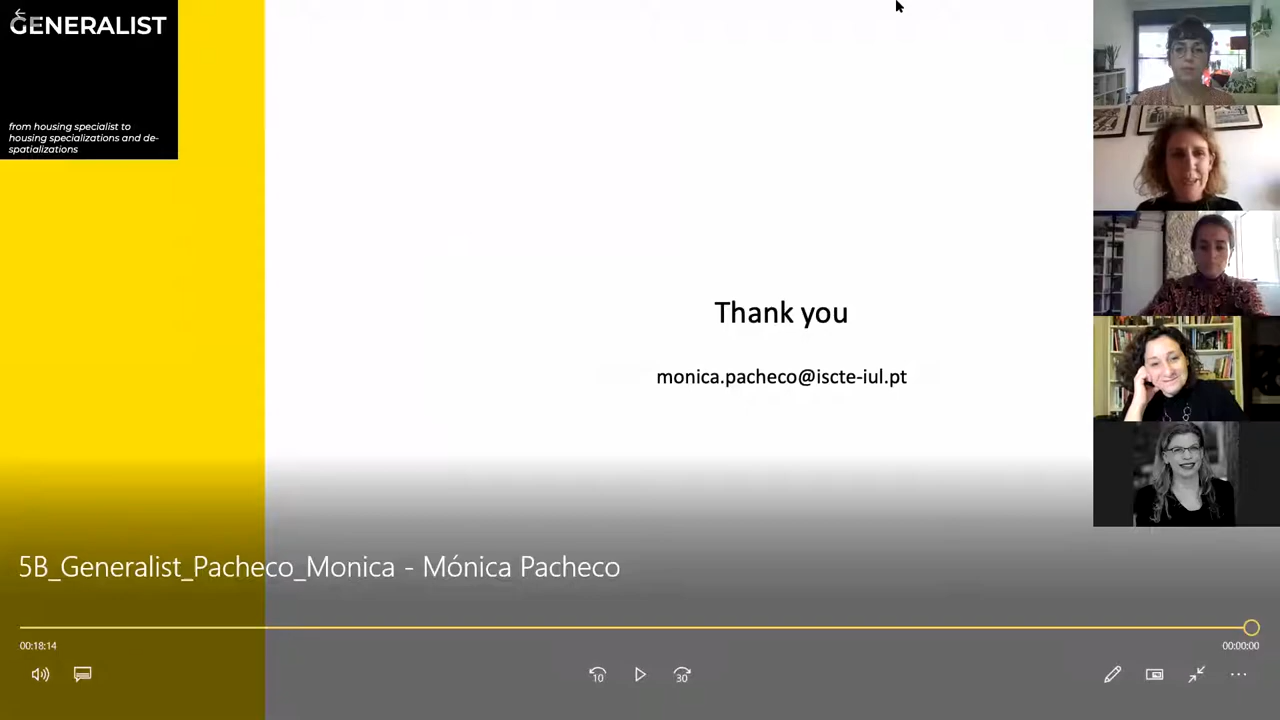 GENERALIST
from housing specialist to
housing specializations and de-
spatializations
Thank you
monica.pacheco@iscte-iul.pt
5B_Generalist_Pacheco_Monica - Mónica Pacheco
00:18:14
00:00:00
10
30